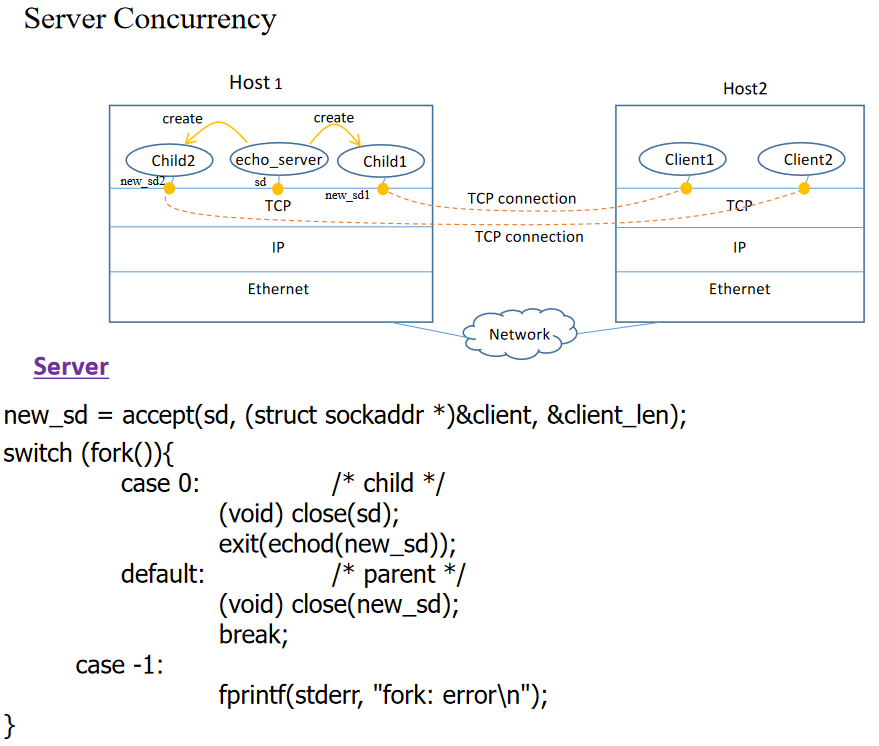 Server Concurrency
Host 1
Host2
create
create
Child2
echo_server
Child1
Client1
Client2
new_sd2
sd
new_sd1
TCP connection
TCP
TCP
TCP connection
IP
IP
Ethernet
Ethernet
Network
Server
new_sd = accept(sd, (struct sockaddr *)&client, &client_len);
switch (fork()){
case 0: /* child */
(void) close(sd);
exit(echod(new_sd));
default: /* parent */
(void) close(new_sd);
break;
case -1:
fprintf(stderr, "fork: error\n");
}